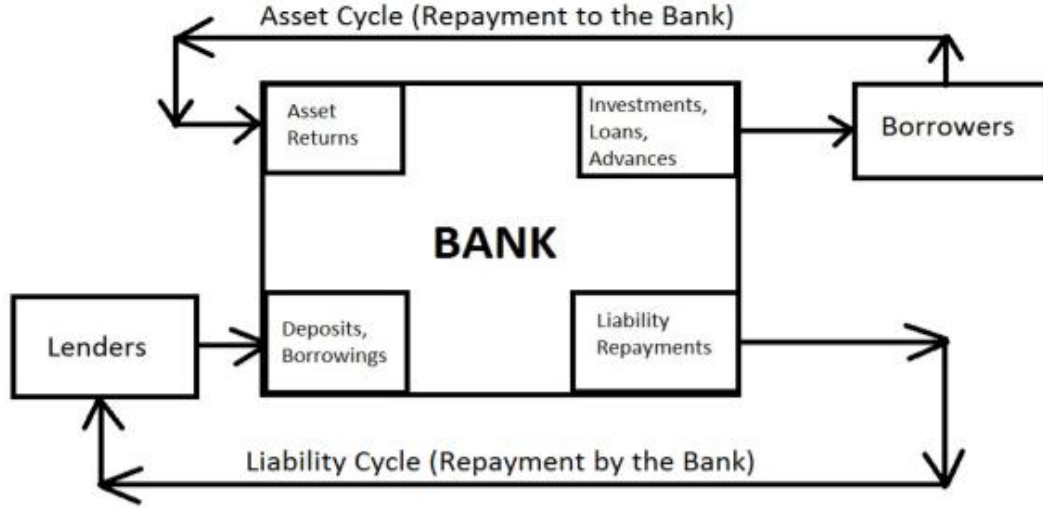 Asset Cycle (Repayment to the Bank)
Asset
Returns
Investments,
Loans,
Advances
Borrowers
BANK
Lenders
Deposits,
Borrowings
Liability
Repayments
Liability Cycle (Repayment by the Bank)